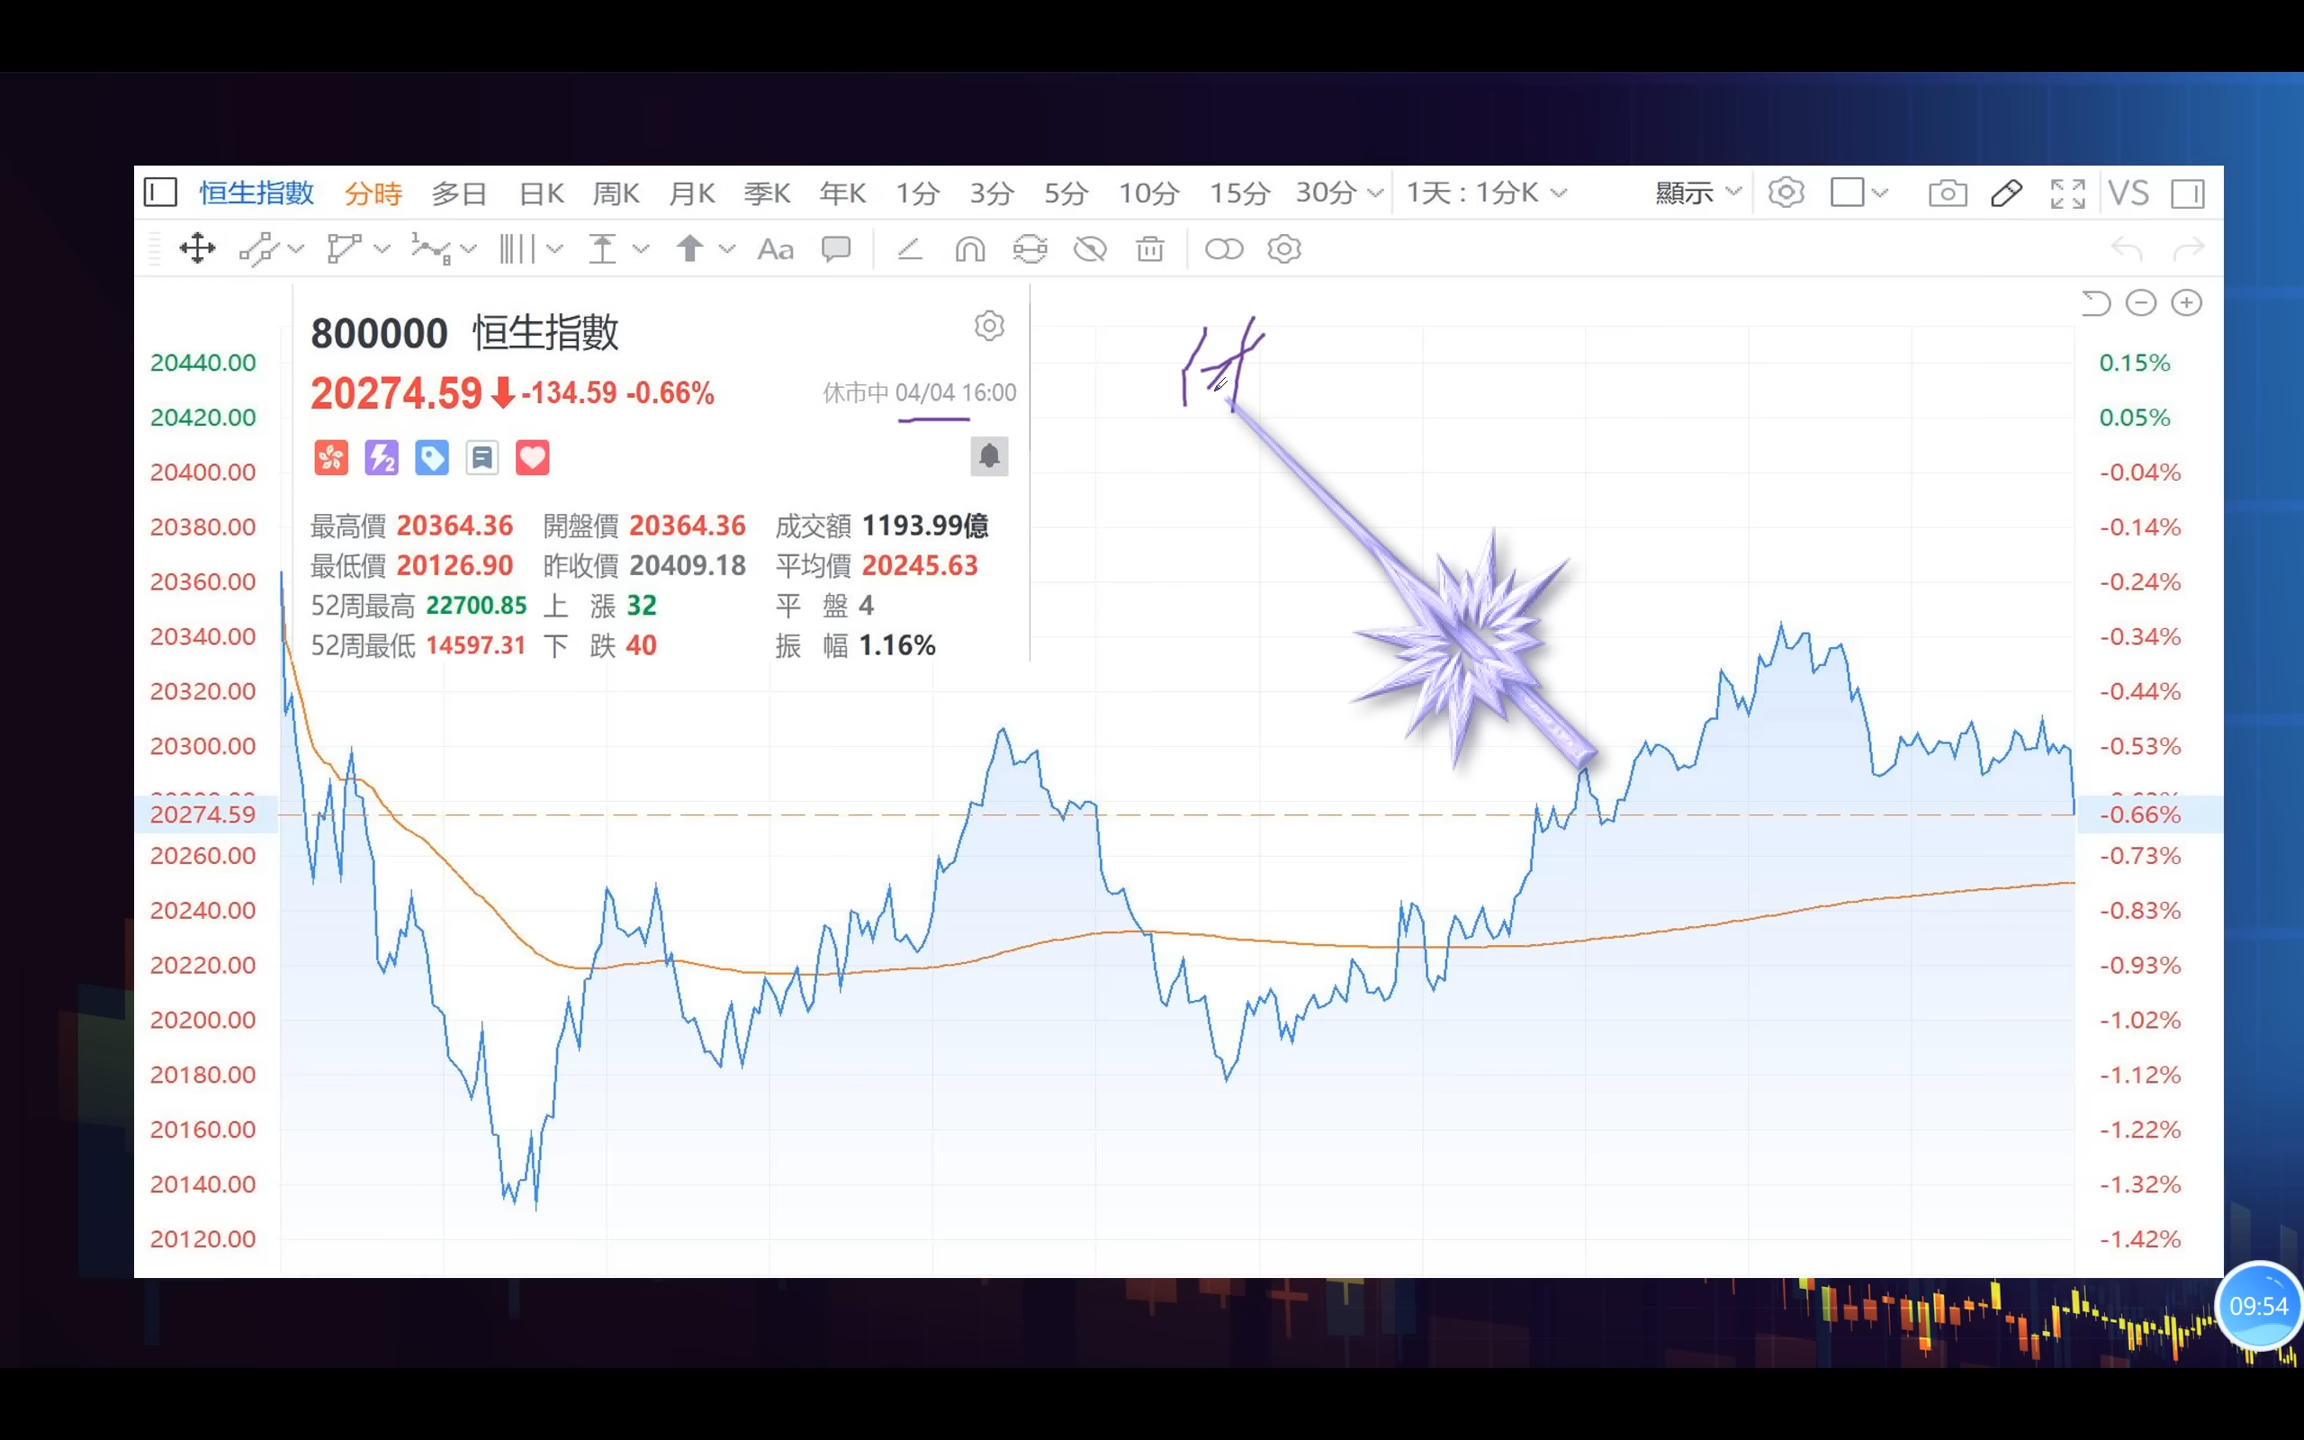 恒生指數 分時 多日 日K 周K 月K 季K 年K 1分 3分 5分 10分 15分 30分 1天 : 1分K 顯示 VS
Aa
800000 恒生指數
20274.59 -134.59 -0.66% 休市中 04/04 16:00
最高價 20364.36 開盤價 20364.36 成交額 1193.99億
最低價 20126.90 昨收價 20409.18 平均價 20245.63
52周最高 22700.85 上漲 32 平盤 4
52周最低 14597.31 下跌 40 振幅 1.16%
20440.00 0.15%
20420.00 0.05%
20400.00 -0.04%
20380.00 -0.14%
20360.00 -0.24%
20340.00 -0.34%
20320.00 -0.44%
20300.00 -0.53%
20274.59 -0.66%
20260.00 -0.73%
20240.00 -0.83%
20220.00 -0.93%
20200.00 -1.02%
20180.00 -1.12%
20160.00 -1.22%
20140.00 -1.32%
20120.00 -1.42%
09:54